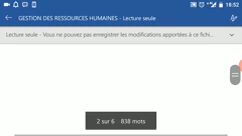 18:52
GESTION DES RESSOURCES HUMAINES - Lecture seule
Lecture seule - Vous ne pouvez pas enregistrer les modifications apportées à ce fichi...
2 sur 6 838 mots